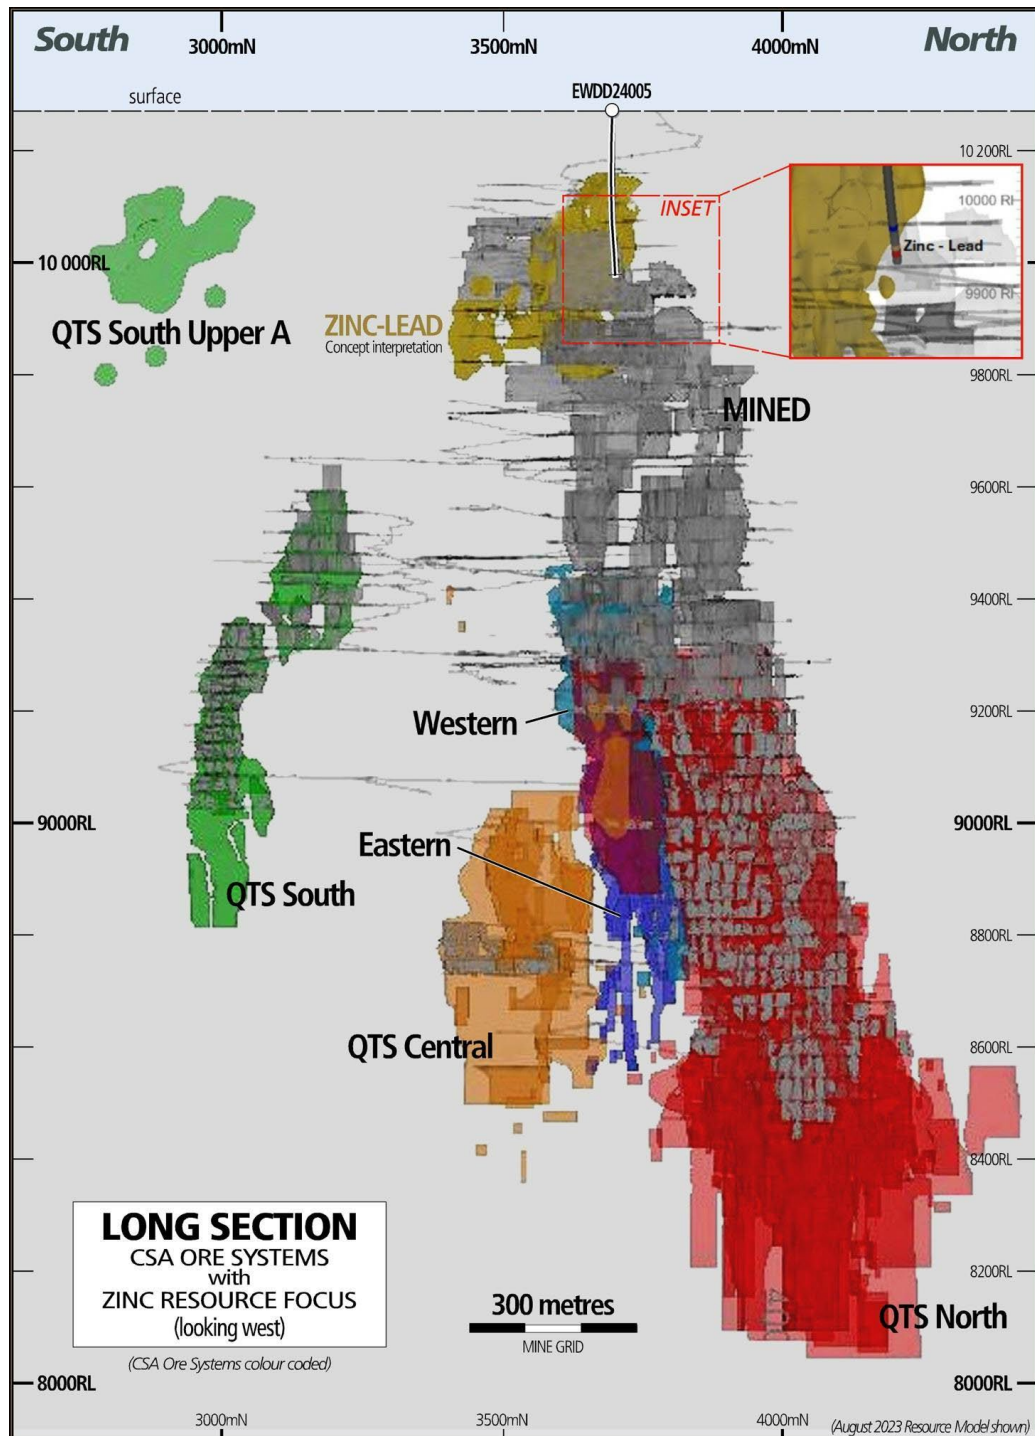 South
3000mN
3500mN
4000mN
North
surface
EWDD24005
10 200RL
INSET
10000 Rl
Zinc - Lead
9900 Rl
10 000RL
QTS South Upper A
ZINC-LEAD
Concept interpretation
9800RL
MINED
9600RL
9400RL
Western
9200RL
9000RL
9000RL
Eastern
QTS South
8800RL
QTS Central
8600RL
8400RL
LONG SECTION
CSA ORE SYSTEMS
with
ZINC RESOURCE FOCUS
(looking west)
(CSA Ore Systems colour coded)
8200RL
300 metres
MINE GRID
QTS North
8000RL
8000RL
3000mN
3500mN
4000mN
(August 2023 Resource Model shown)